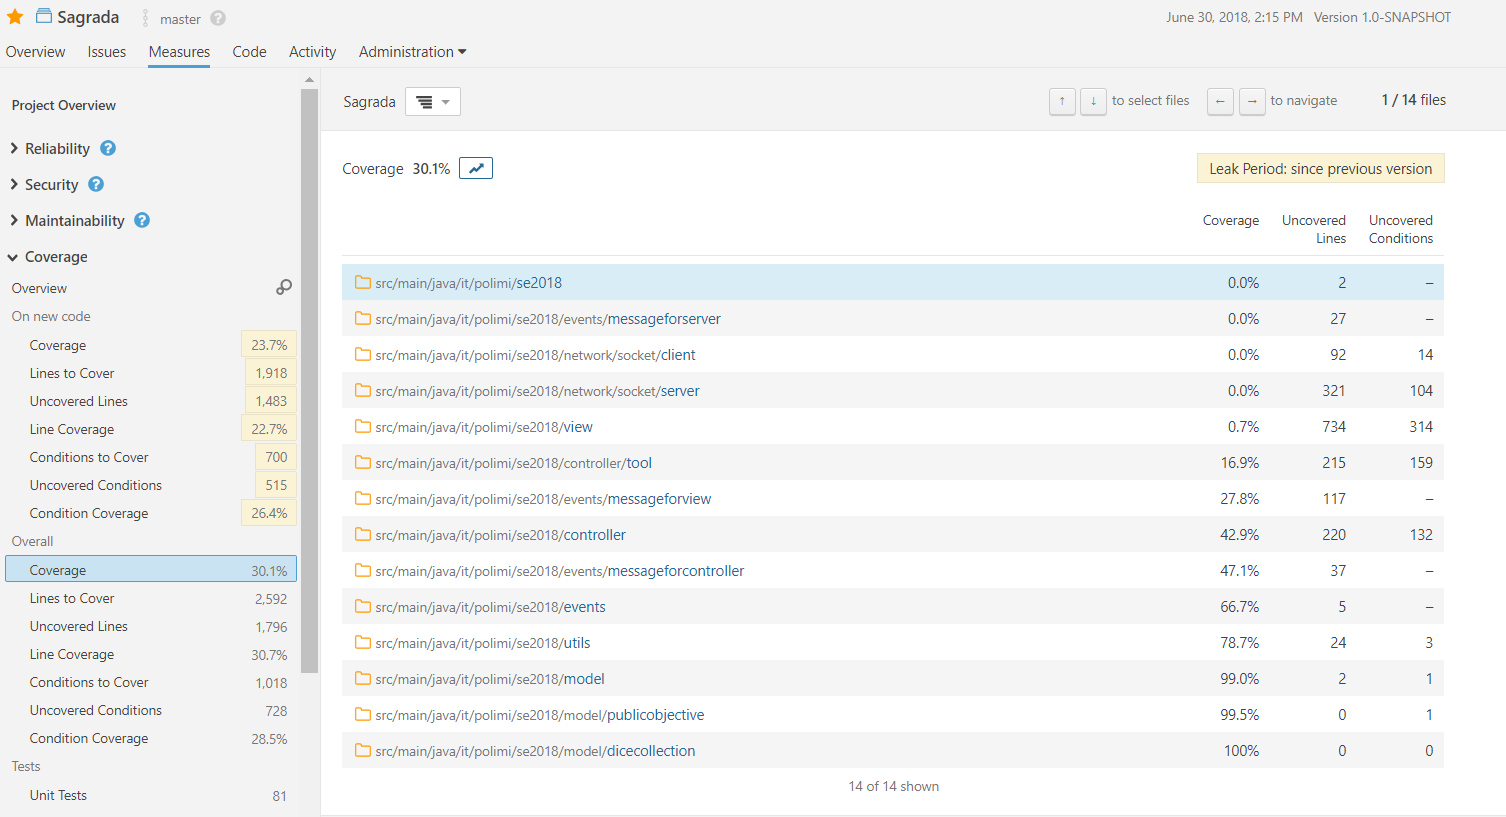 Sagrada master ? June 30, 2018, 2:15 PM Version 1.0-SNAPSHOT
Overview Issues Measures Code Activity Administration
Project Overview
Reliability ?
Security ?
Maintainability ?
Coverage
Overview
On new code
Coverage 23.7%
Lines to Cover 1,918
Uncovered Lines 1,483
Line Coverage 22.7%
Conditions to Cover 700
Uncovered Conditions 515
Condition Coverage 26.4%
Overall
Coverage 30.1%
Lines to Cover 2,592
Uncovered Lines 1,796
Line Coverage 30.7%
Conditions to Cover 1,018
Uncovered Conditions 728
Condition Coverage 28.5%
Tests
Unit Tests 81
Sagrada ↑ ↓ to select files ← → to navigate 1 / 14 files
Coverage 30.1% Leak Period: since previous version
Coverage Uncovered Uncovered
Lines Conditions
src/main/java/it/polimi/se2018 0.0% 2 –
src/main/java/it/polimi/se2018/events/messageforserver 0.0% 27 –
src/main/java/it/polimi/se2018/network/socket/client 0.0% 92 14
src/main/java/it/polimi/se2018/network/socket/server 0.0% 321 104
src/main/java/it/polimi/se2018/view 0.7% 734 314
src/main/java/it/polimi/se2018/controller/tool 16.9% 215 159
src/main/java/it/polimi/se2018/events/messageforview 27.8% 117 –
src/main/java/it/polimi/se2018/controller 42.9% 220 132
src/main/java/it/polimi/se2018/events/messageforcontroller 47.1% 37 –
src/main/java/it/polimi/se2018/events 66.7% 5 –
src/main/java/it/polimi/se2018/utils 78.7% 24 3
src/main/java/it/polimi/se2018/model 99.0% 2 1
src/main/java/it/polimi/se2018/model/publicobjective 99.5% 0 1
src/main/java/it/polimi/se2018/model/dicecollection 100% 0 0
14 of 14 shown